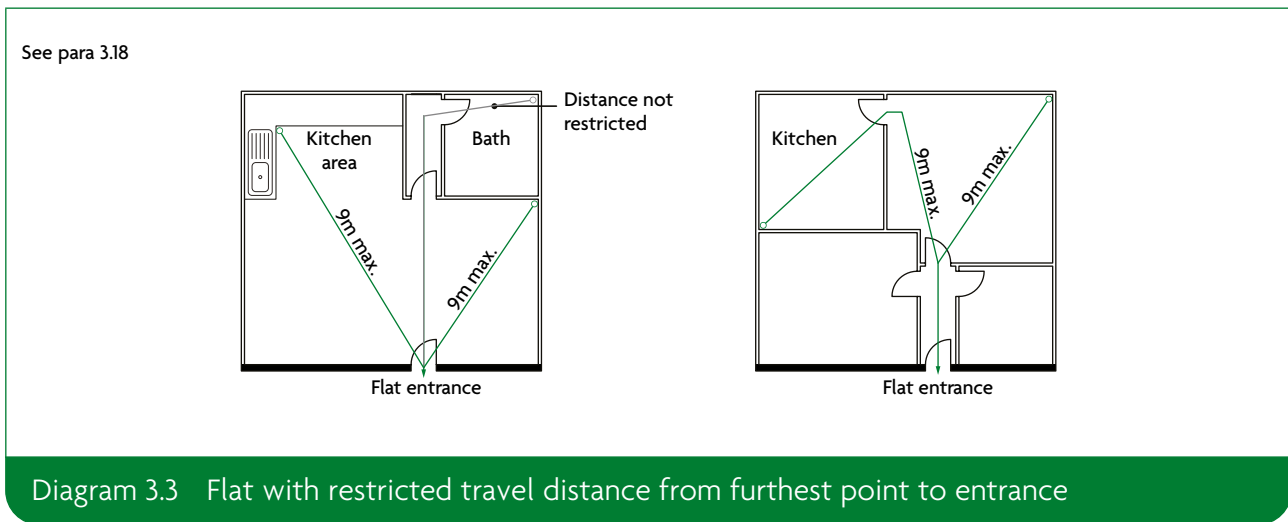 See para 3.18
Distance not
restricted
Kitchen
area
Bath
9m max.
9m max.
Flat entrance
Kitchen
9m max.
9m max.
Flat entrance
Diagram 3.3 Flat with restricted travel distance from furthest point to entrance